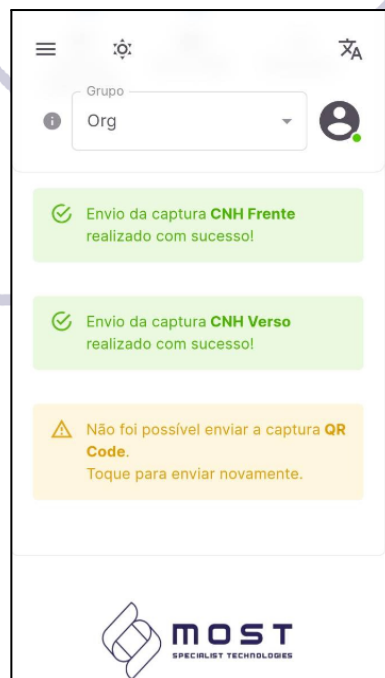 Grupo
Org
Envio da captura CNH Frente
realizado com sucesso!
Envio da captura CNH Verso
realizado com sucesso!
Não foi possível enviar a captura QR
Code.
Toque para enviar novamente.
MOST
SPECIALIST TECHNOLOGIES